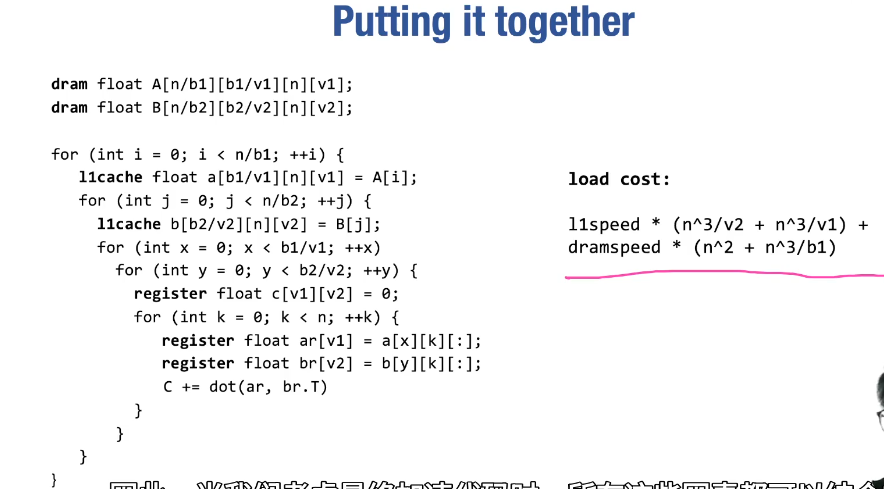 Putting it together
dram float A[n/b1][b1/v1][n][v1];
dram float B[n/b2][b2/v2][n][v2];
for (int i = 0; i < n/b1; ++i) {
l1cache float a[b1/v1][n][v1] = A[i];
for (int j = 0; j < n/b2; ++j) {
l1cache b[b2/v2][n][v2] = B[j];
for (int x = 0; x < b1/v1; ++x)
for (int y = 0; y < b2/v2; ++y) {
register float c[v1][v2] = 0;
for (int k = 0; k < n; ++k) {
register float ar[v1] = a[x][k][:];
register float br[v2] = b[y][k][:];
C += dot(ar, br.T)
}
}
}
}
load cost:
l1speed * (n^3/v2 + n^3/v1) +
dramspeed * (n^2 + n^3/b1)